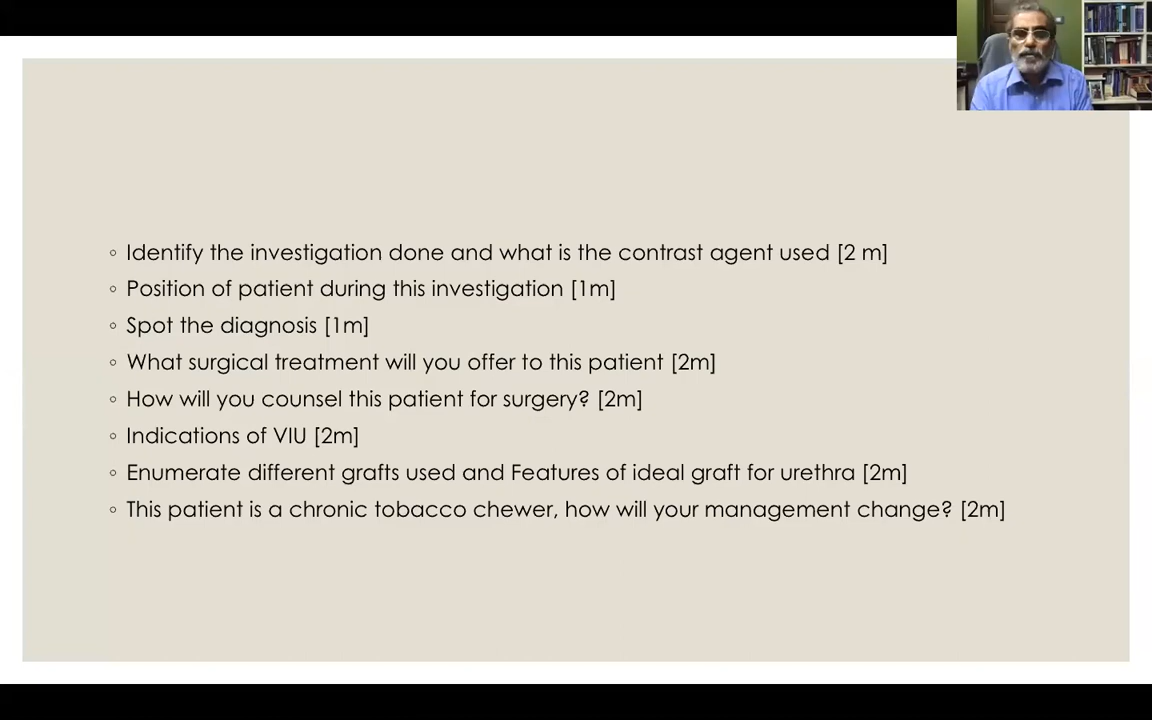 ◦ Identify the investigation done and what is the contrast agent used [2 m]
◦ Position of patient during this investigation [1m]
◦ Spot the diagnosis [1m]
◦ What surgical treatment will you offer to this patient [2m]
◦ How will you counsel this patient for surgery? [2m]
◦ Indications of VIU [2m]
◦ Enumerate different grafts used and Features of ideal graft for urethra [2m]
◦ This patient is a chronic tobacco chewer, how will your management change? [2m]